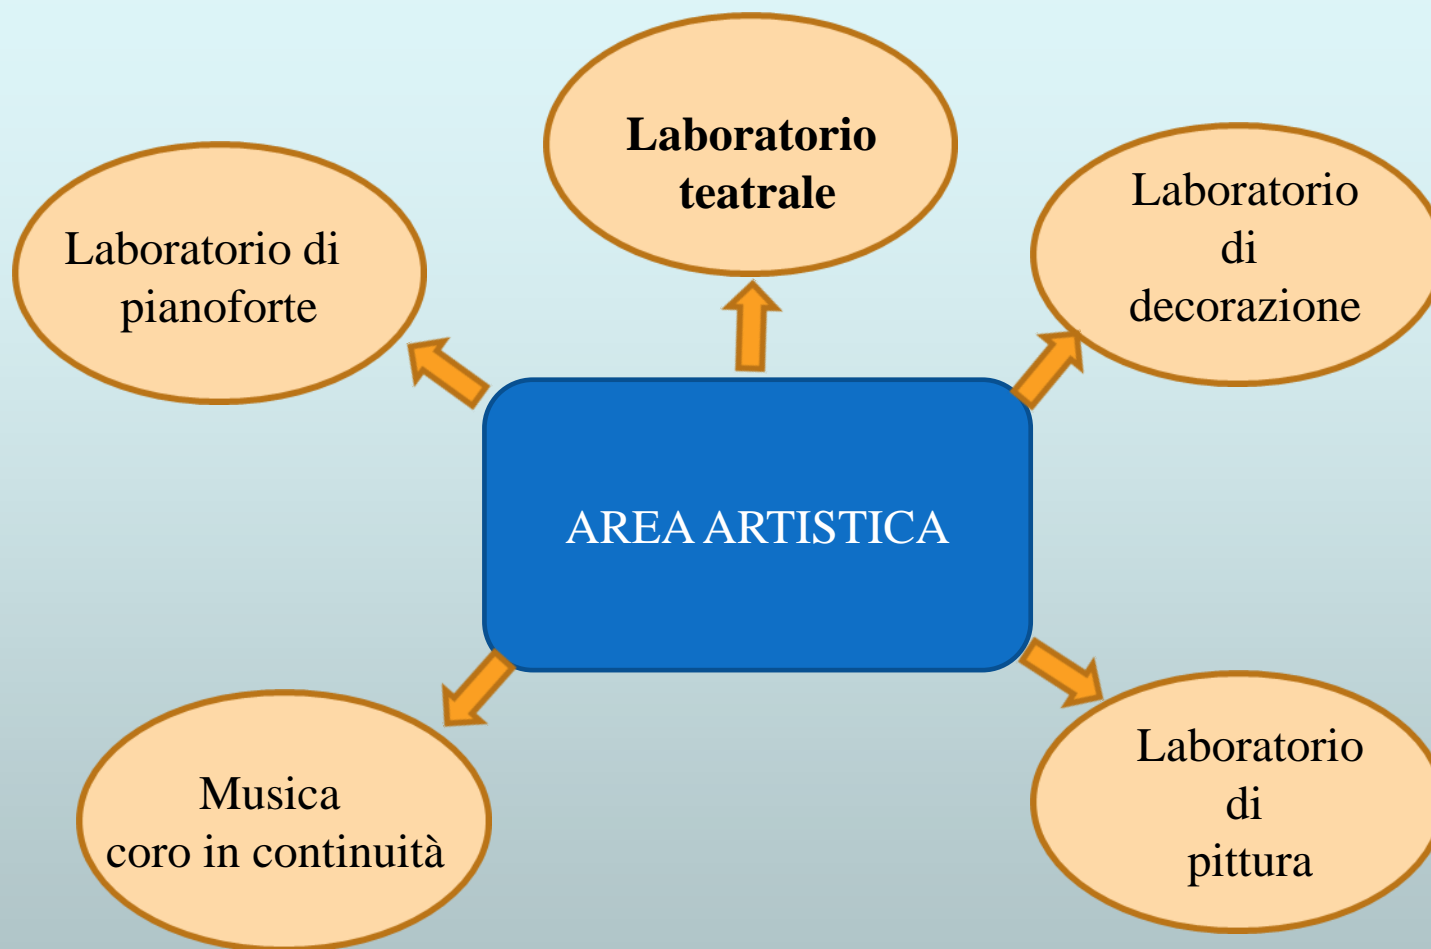 Laboratorio
teatrale
Laboratorio di
pianoforte
Laboratorio
di
decorazione
AREA ARTISTICA
Musica
coro in continuità
Laboratorio
di
pittura